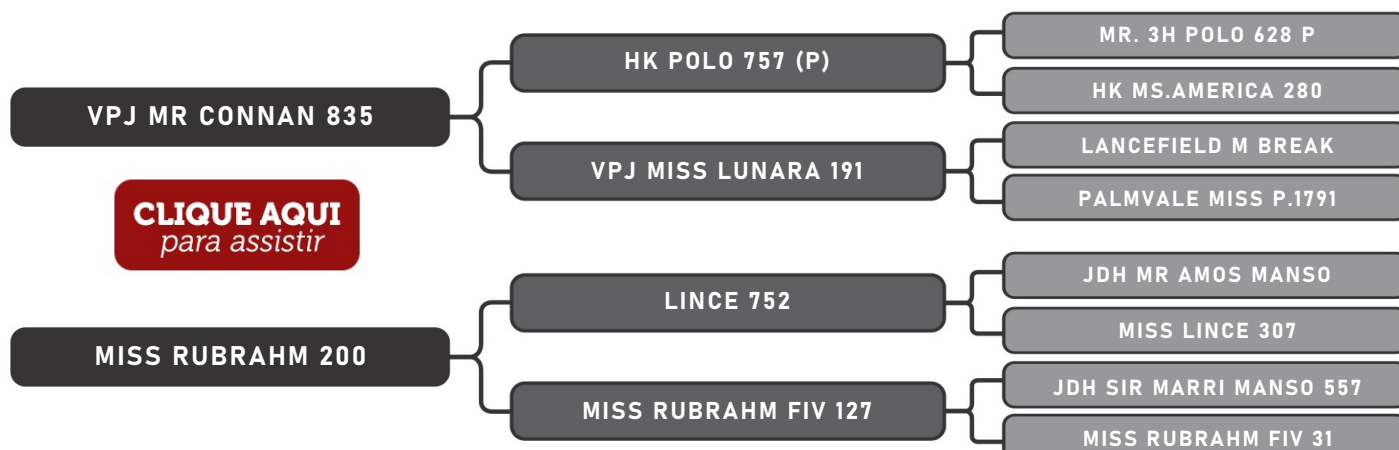 MR. 3H POLO 628 P
HK POLO 757 (P)
HK MS.AMERICA 280
VPJ MR CONNAN 835
LANCEFIELD M BREAK
VPJ MISS LUNARA 191
PALMVALE MISS P.1791
CLIQUE AQUI
para assistir
JDH MR AMOS MANSO
LINCE 752
MISS LINCE 307
MISS RUBRAHM 200
JDH SIR MARRI MANSO 557
MISS RUBRAHM FIV 127
MISS RUBRAHM FIV 31